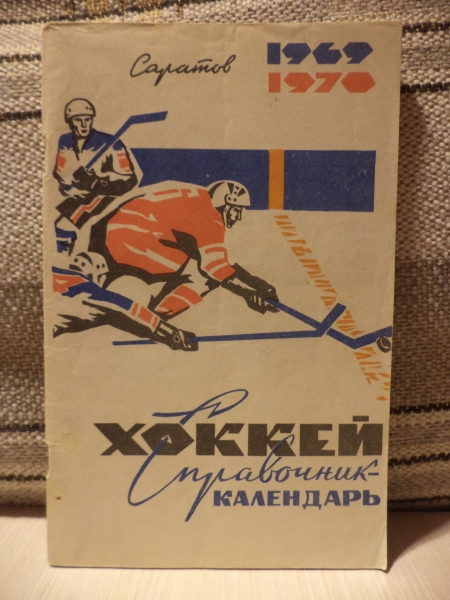 Саратов
1969
1970
ХОККЕЙ
Справочник-
КАЛЕНДАРЬ